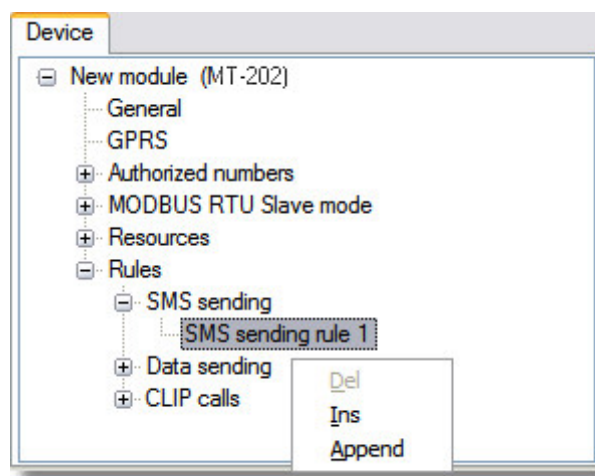 Device
New module (MT-202)
General
GPRS
Authorized numbers
MODBUS RTU Slave mode
Resources
Rules
SMS sending
SMS sending rule 1
Data sending
CLIP calls
Del
Ins
Append